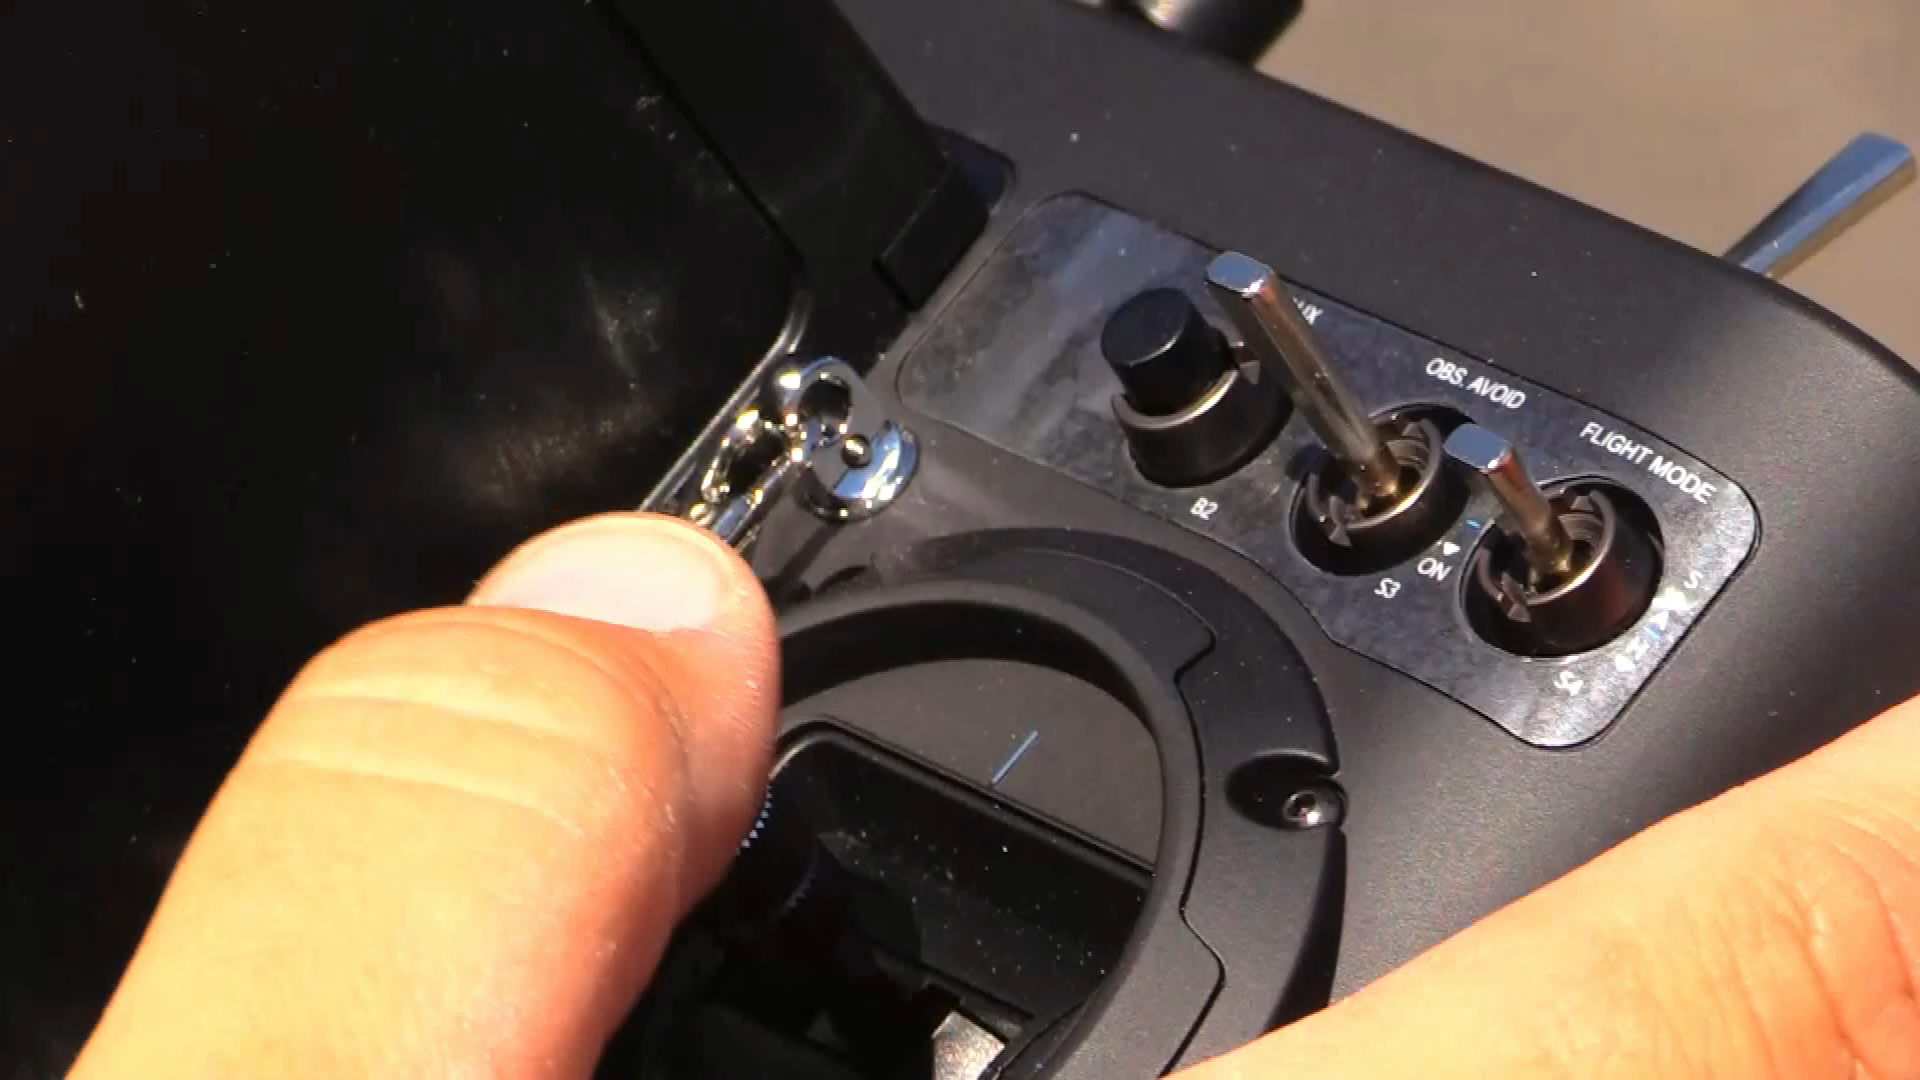 OBS. AVOID
FLIGHT MODE
B2
ON
S3
S
H
S4